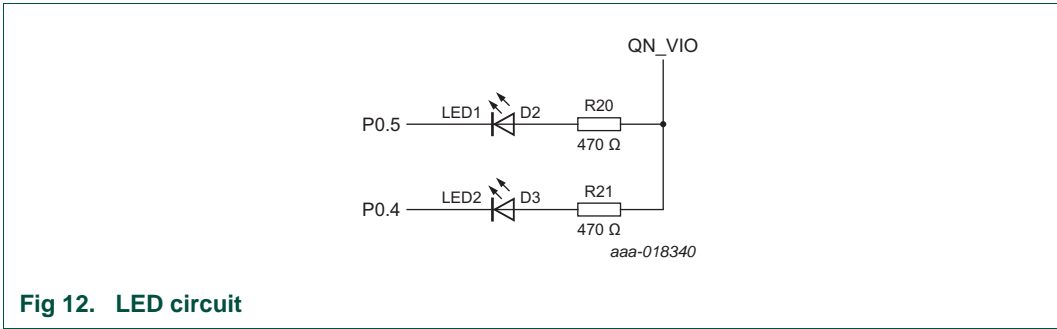 QN_VIO
P0.5
LED1
D2
R20
470 Ω
P0.4
LED2
D3
R21
470 Ω
aaa-018340
Fig 12. LED circuit